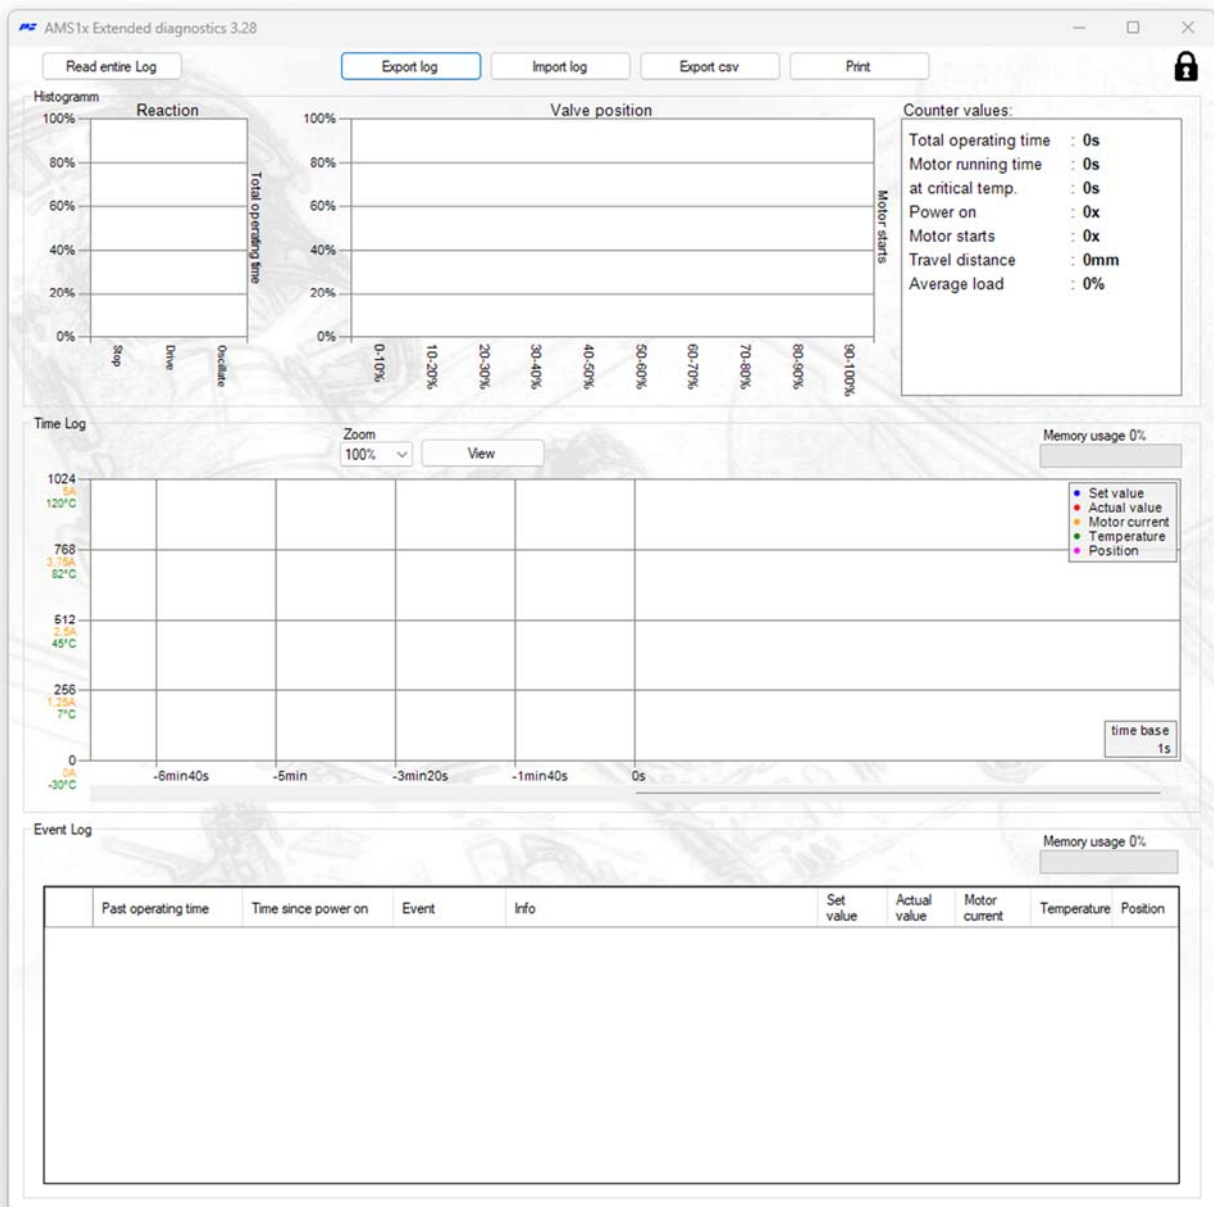 AMS1x Extended diagnostics 3.28
Read entire Log
Export log
Import log
Export csv
Print
Histogramm
Reaction
100%
80%
60%
40%
20%
0%
Stop
Drive
Oscillate
Total operating time
Valve position
100%
80%
60%
40%
20%
0%
0-10%
10-20%
20-30%
30-40%
40-50%
50-60%
60-70%
70-80%
80-90%
90-100%
Motor starts
Counter values:
Total operating time : 0s
Motor running time : 0s
at critical temp. : 0s
Power on : 0x
Motor starts : 0x
Travel distance : 0mm
Average load : 0%
Time Log
Zoom
100%
View
Memory usage 0%
1024
5A
120°C
768
3.75A
82°C
512
2.5A
45°C
256
1.25A
7°C
0
0A
-30°C
-6min40s
-5min
-3min20s
-1min40s
0s
Set value
Actual value
Motor current
Temperature
Position
time base
1s
Event Log
Memory usage 0%
Past operating time
Time since power on
Event
Info
Set value
Actual value
Motor current
Temperature
Position